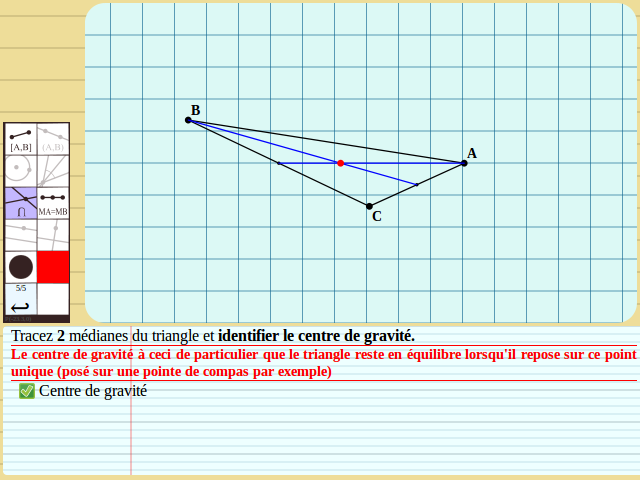 B
A
C
[A,B]
(A,B)
∩
MA=MB
5/5
Tracez 2 médianes du triangle et identifier le centre de gravité.
Le centre de gravité à ceci de particulier que le triangle reste en équilibre lorsqu'il repose sur ce point
unique (posé sur une pointe de compas par exemple)
✅ Centre de gravité